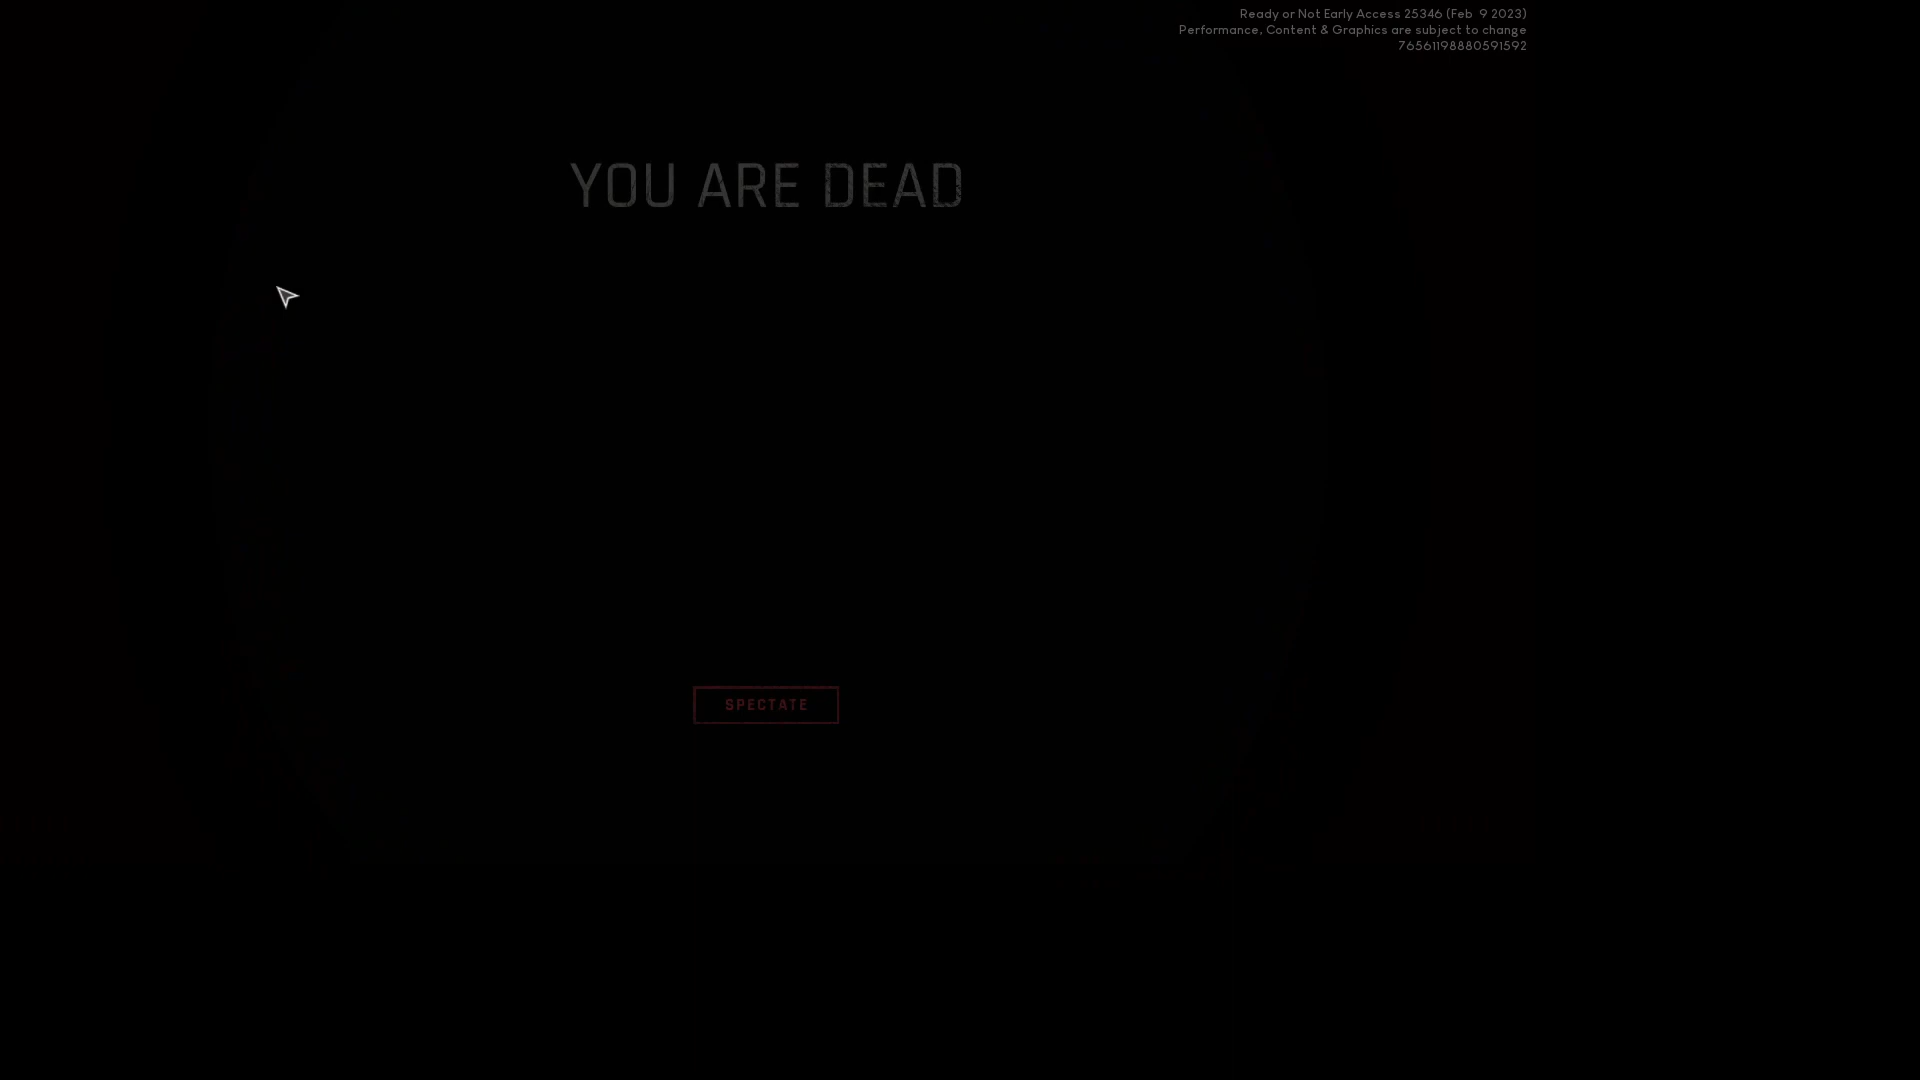 Ready or Not Early Access 25346 (Feb 9 2023)
Performance, Content & Graphics are subject to change
76561198880591592
YOU ARE DEAD
SPECTATE